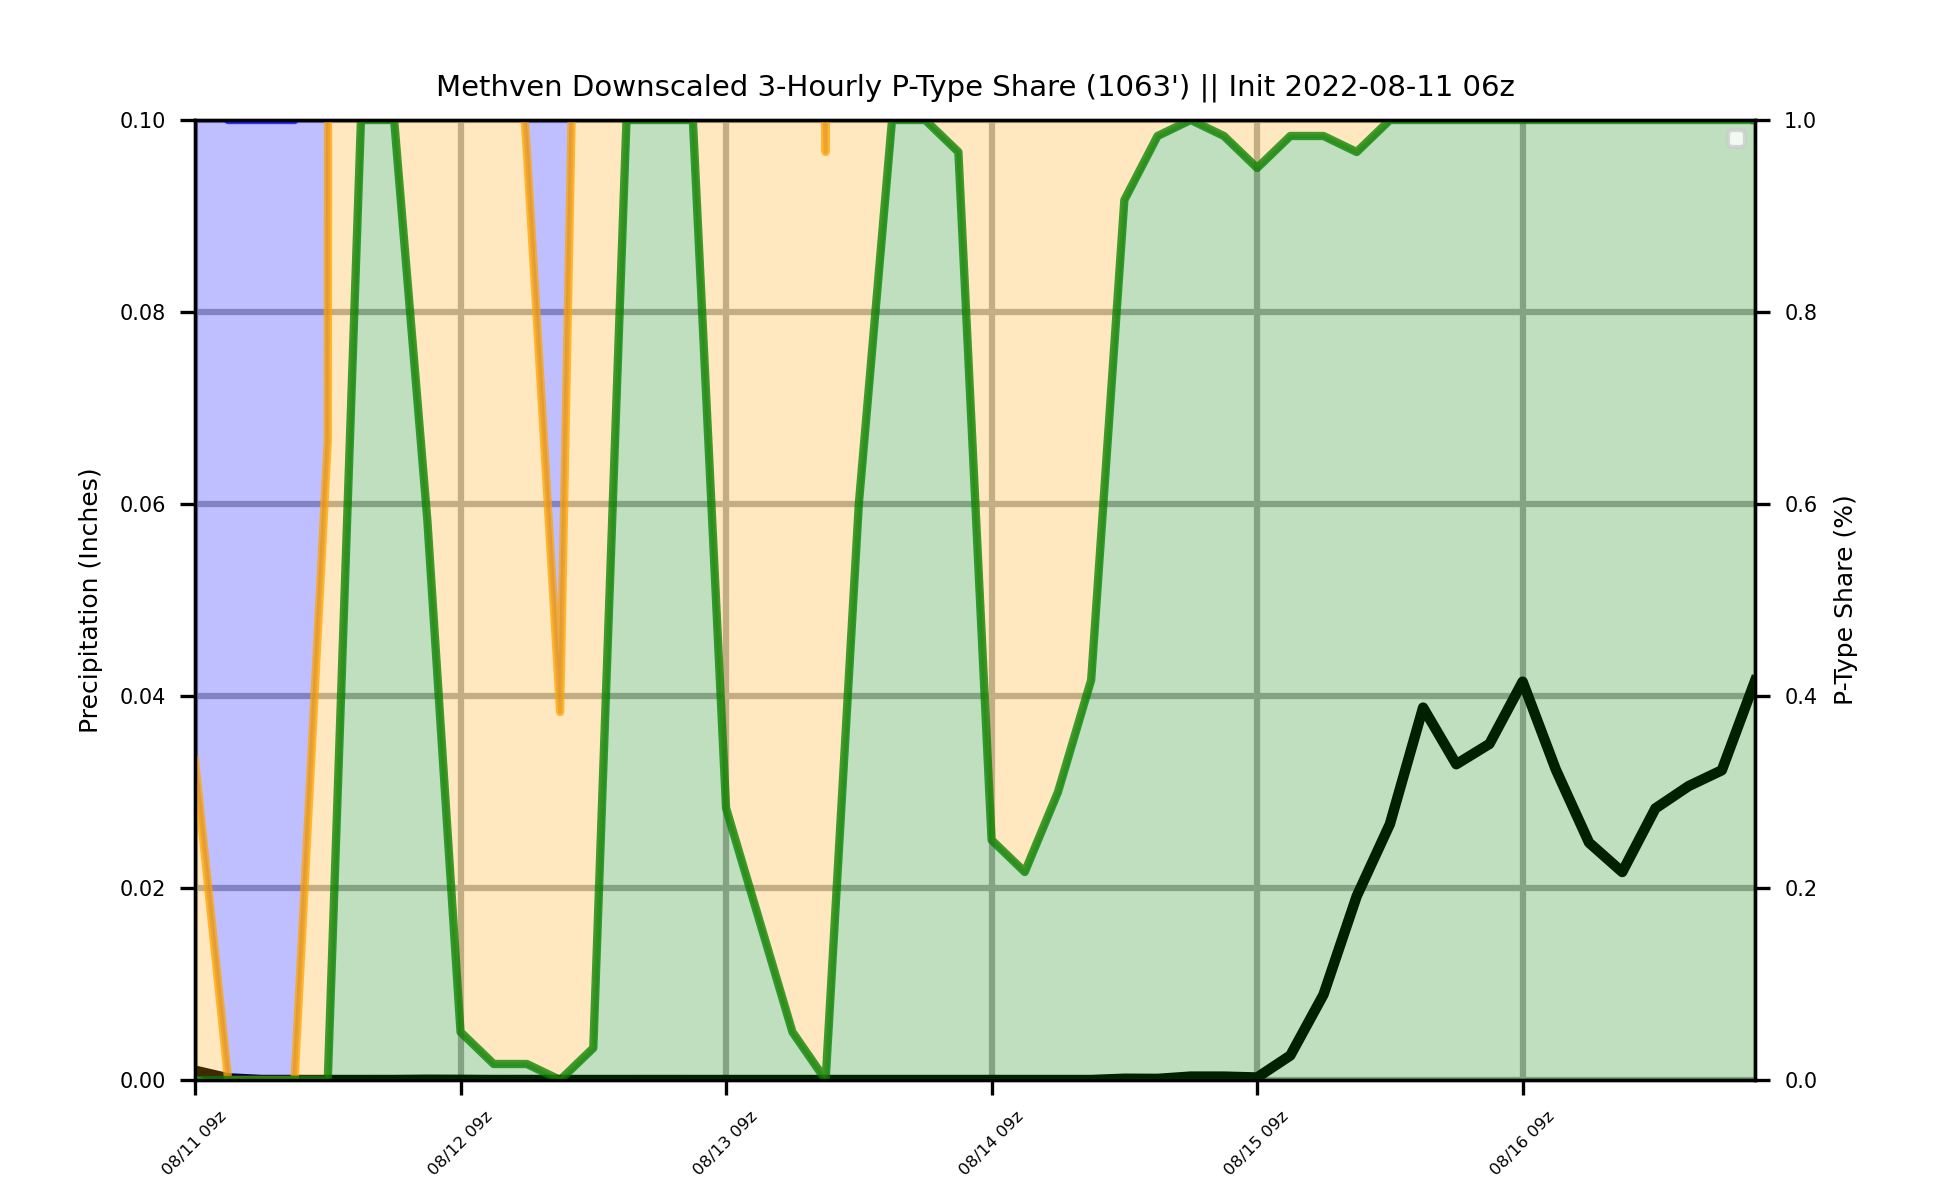 Methven Downscaled 3-Hourly P-Type Share (1063') || Init 2022-08-11 06z
0.10
0.08
0.06
0.04
0.02
0.00
Precipitation (Inches)
1.0
0.8
0.6
0.4
0.2
0.0
P-Type Share (%)
08/11 09z
08/12 09z
08/13 09z
08/14 09z
08/15 09z
08/16 09z